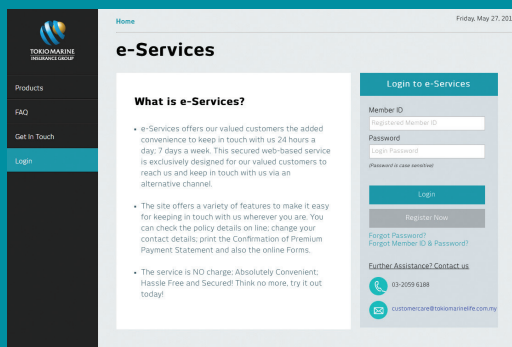 Home
Friday, May 27, 201
TOKIO MARINE
INSURANCE GROUP
e-Services
Products
FAQ
Get In Touch
Login
What is e-Services?
• e-Services offers our valued customers the added
convenience to keep in touch with us 24 hours a
day; 7 days a week. This secured web-based service
is exclusively designed for our valued customers to
reach us and keep in touch with us via an
alternative channel.
• The site offers a variety of features to make it easy
for keeping in touch with us wherever you are. You
can check the policy details on line; change your
contact details; print the Confirmation of Premium
Payment Statement and also the online Forms.
• The service is NO charge; Absolutely Convenient;
Hassle Free and Secured! Think no more, try it out
today!
Login to e-Services
Member ID
Registered Member ID
Password
Login Password
(Password is case sensitive)
Login
Register Now
Forgot Password?
Forgot Member ID & Password?
Further Assistance? Contact us
03-2059 6188
customercare@tokiomarinelife.com.my